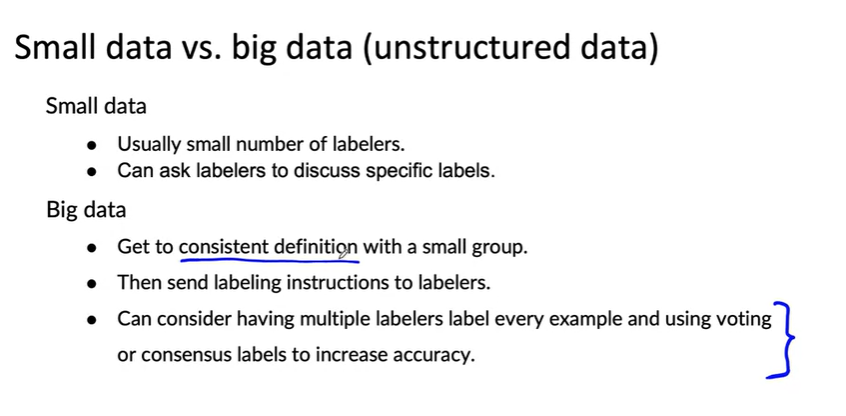 Small data vs. big data (unstructured data)
Small data
● Usually small number of labelers.
● Can ask labelers to discuss specific labels.
Big data
● Get to consistent definition with a small group.
● Then send labeling instructions to labelers.
● Can consider having multiple labelers label every example and using voting
or consensus labels to increase accuracy.